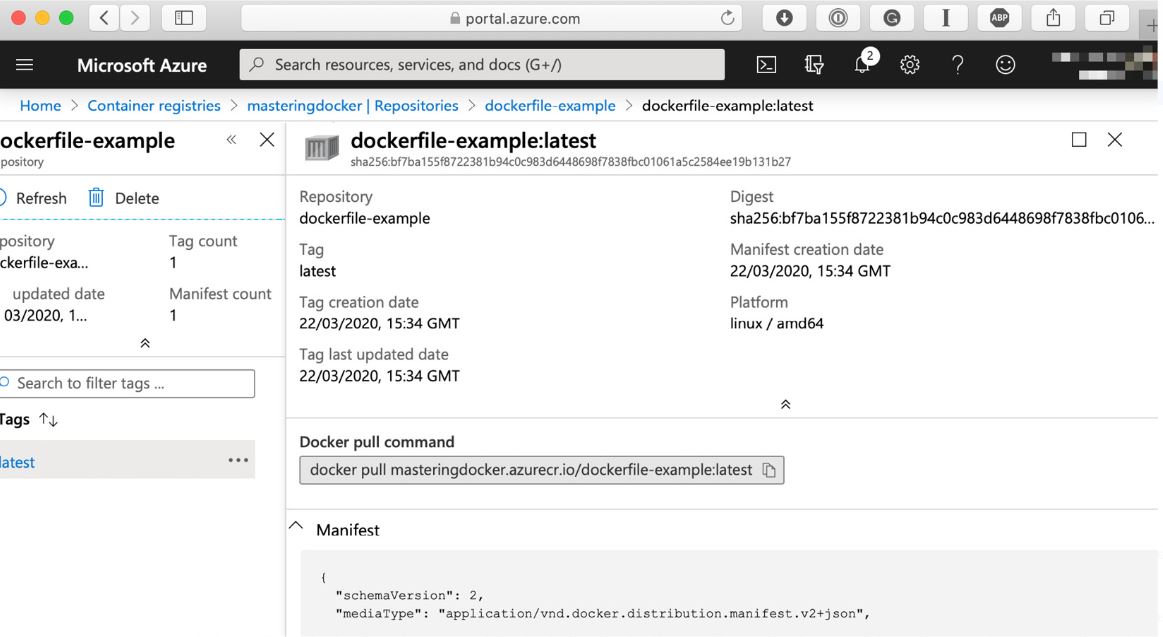 portal.azure.com
ABP
Microsoft Azure
Search resources, services, and docs (G+/)
2
Home > Container registries > masteringdocker | Repositories > dockerfile-example > dockerfile-example:latest
ockerfile-example
pository
Refresh
Delete
pository
ckerfile-exa...
Tag count
1
updated date
03/2020, 1...
Manifest count
1
Search to filter tags ...
Tags
latest
dockerfile-example:latest
sha256:bf7ba155f8722381b94c0c983d6448698f7838fbc01061a5c2584ee19b131b27
Repository
dockerfile-example
Tag
latest
Tag creation date
22/03/2020, 15:34 GMT
Tag last updated date
22/03/2020, 15:34 GMT
Digest
sha256:bf7ba155f8722381b94c0c983d6448698f7838fbc0106...
Manifest creation date
22/03/2020, 15:34 GMT
Platform
linux / amd64
Docker pull command
docker pull masteringdocker.azurecr.io/dockerfile-example:latest
Manifest
{
"schemaVersion": 2,
"mediaType": "application/vnd.docker.distribution.manifest.v2+json",